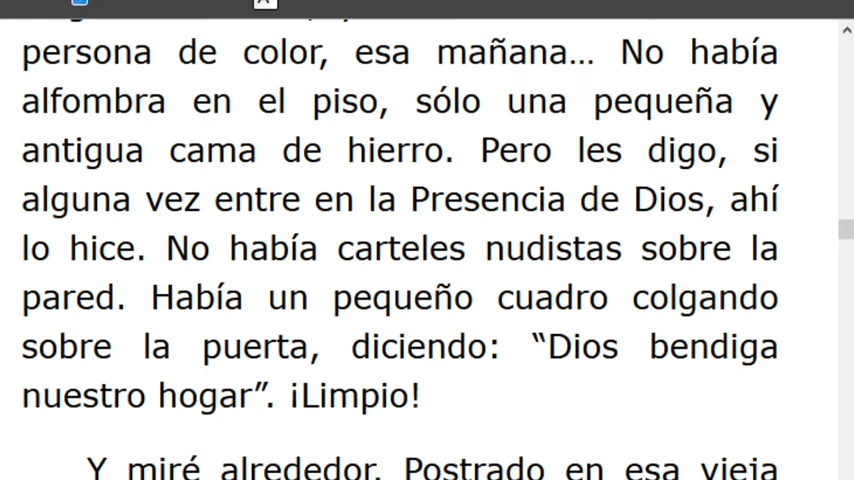 persona de color, esa mañana… No había
alfombra en el piso, sólo una pequeña y
antigua cama de hierro. Pero les digo, si
alguna vez entre en la Presencia de Dios, ahí
lo hice. No había carteles nudistas sobre la
pared. Había un pequeño cuadro colgando
sobre la puerta, diciendo: “Dios bendiga
nuestro hogar”. ¡Limpio!
Y miré alrededor. Postrado en esa vieja